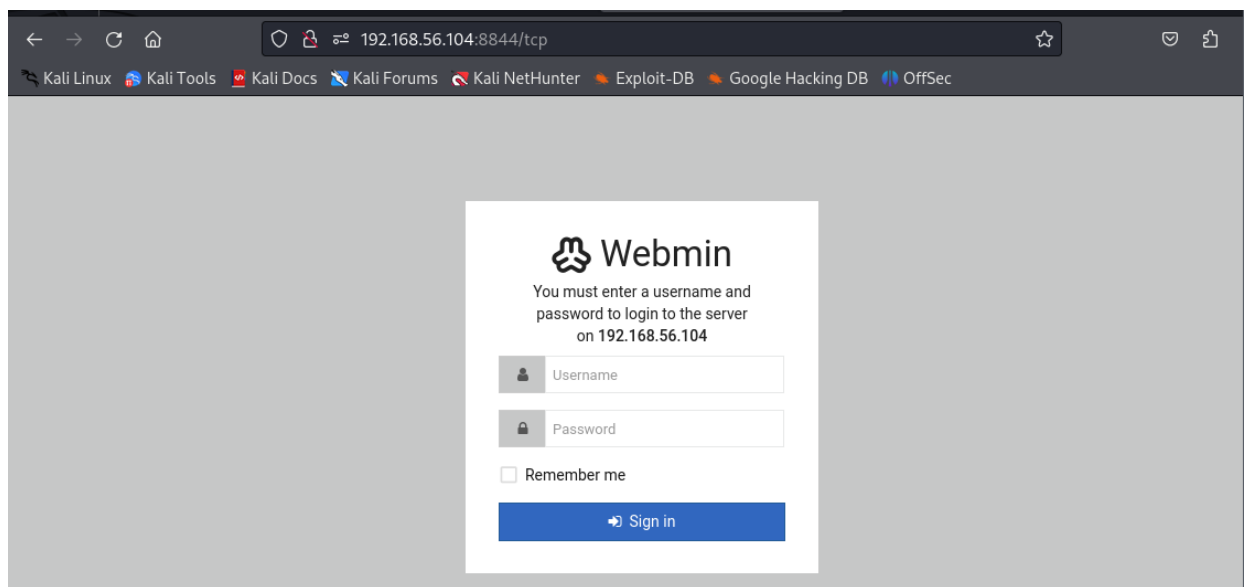 192.168.56.104:8844/tcp
Kali Linux Kali Tools Kali Docs Kali Forums Kali NetHunter Exploit-DB Google Hacking DB OffSec
Webmin
You must enter a username and
password to login to the server
on 192.168.56.104
Username
Password
Remember me
Sign in